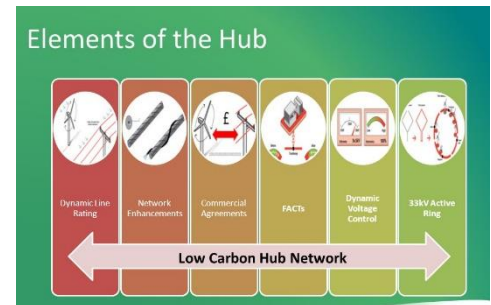 Elements of the Hub
£
Dynamic Line
Rating
Network
Enhancements
Commercial
Agreements
FACTs
Dynamic
Voltage
Control
33kV Active
Ring
Low Carbon Hub Network